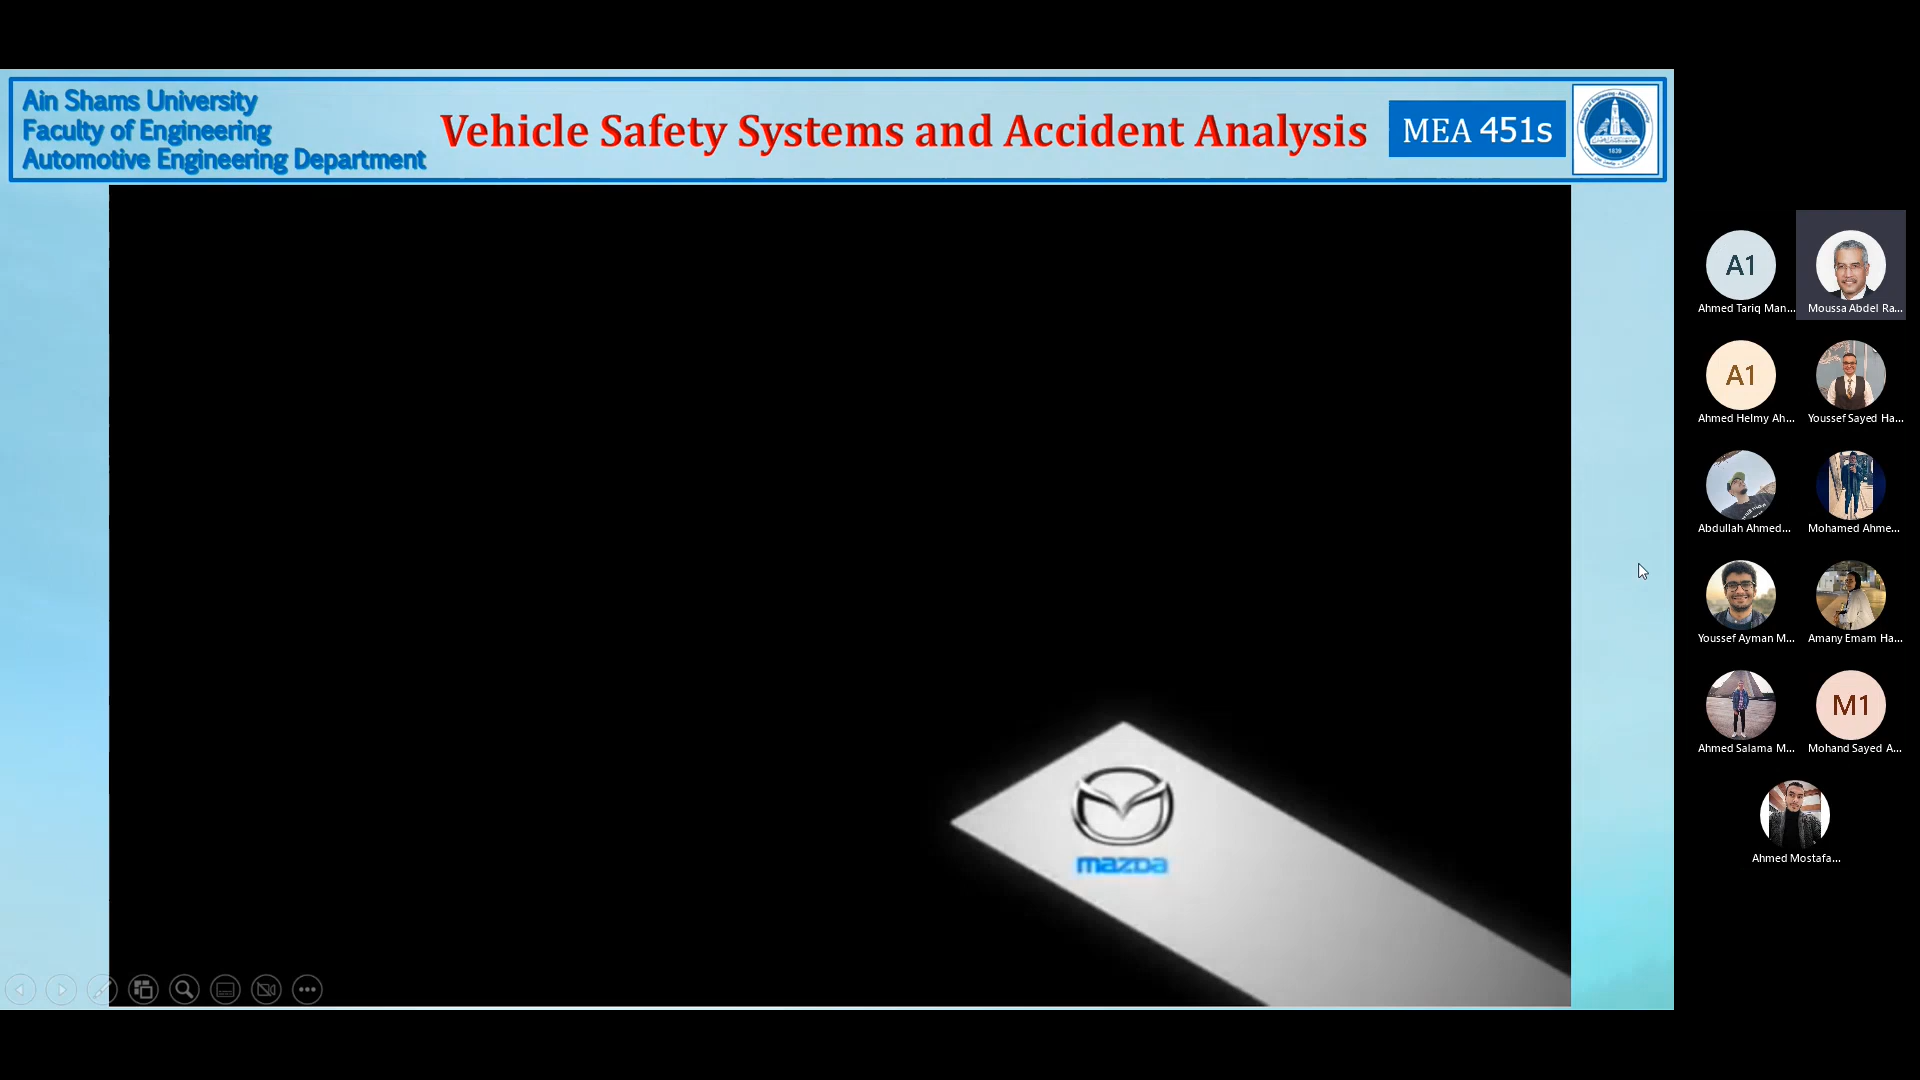 Ain Shams University
Faculty of Engineering
Automotive Engineering Department
Vehicle Safety Systems and Accident Analysis
MEA 451s
1839
mazda
A1
Ahmed Tariq Man...
Moussa Abdel Ra...
A1
Ahmed Helmy Ah...
Youssef Sayed Ha...
Abdullah Ahmed...
Mohamed Ahme...
Youssef Ayman M...
Amany Emam Ha...
Ahmed Salama M...
M1
Mohand Sayed A...
Ahmed Mostafa...